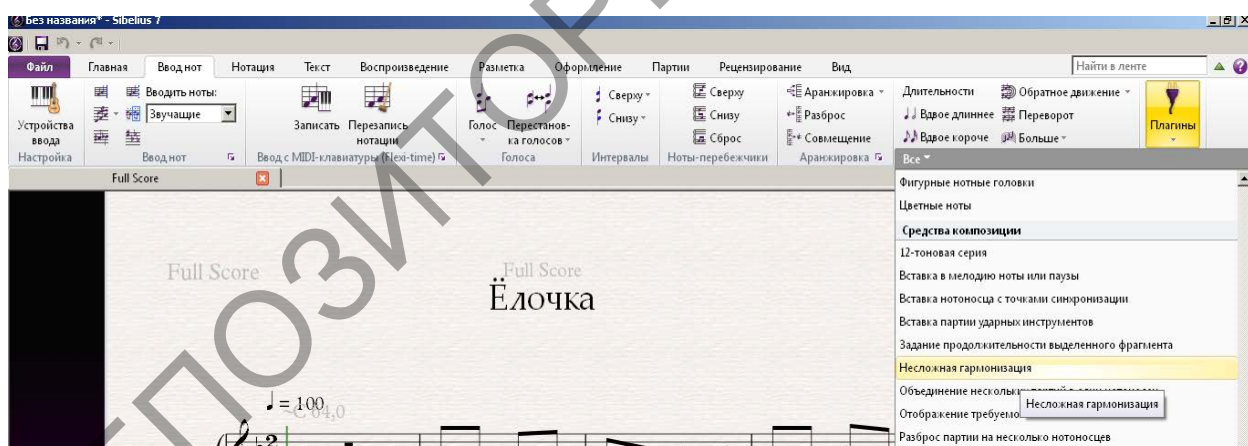 Без названия* - Sibelius 7
Файл Главная Ввод нот Нотация Текст Воспроизведение Разметка Оформление Партии Рецензирование Вид Найти в ленте
Устройства ввода
Вводить ноты:
Звучащие
Записать
Перезапись нотации
Голос
Перестанов-
ка голосов
Сверху
Снизу
Сверху
Снизу
Сброс
Аранжировка
Разброс
Совмещение
Длительности
Вдвое длиннее
Вдвое короче
Обратное движение
Переворот
Больше
Плагины
Настройка Ввод нот Ввод с MIDI-клавиатуры (Flexi-time) Голоса Интервалы Ноты-перебежчики Аранжировка
Все
Full Score
Фигурные нотные головки
Цветные ноты
Средства композиции
12-тоновая серия
Вставка в мелодию ноты или паузы
Вставка нотоносца с точками синхронизации
Вставка партии ударных инструментов
Задание продолжительности выделенного фрагмента
Несложная гармонизация
Объединение нескольких
Несложная гармонизация
Отображение
Разброс партии на несколько нотоносцев
Full Score
Full Score
Ёлочка
= 100
~C 64,0
2